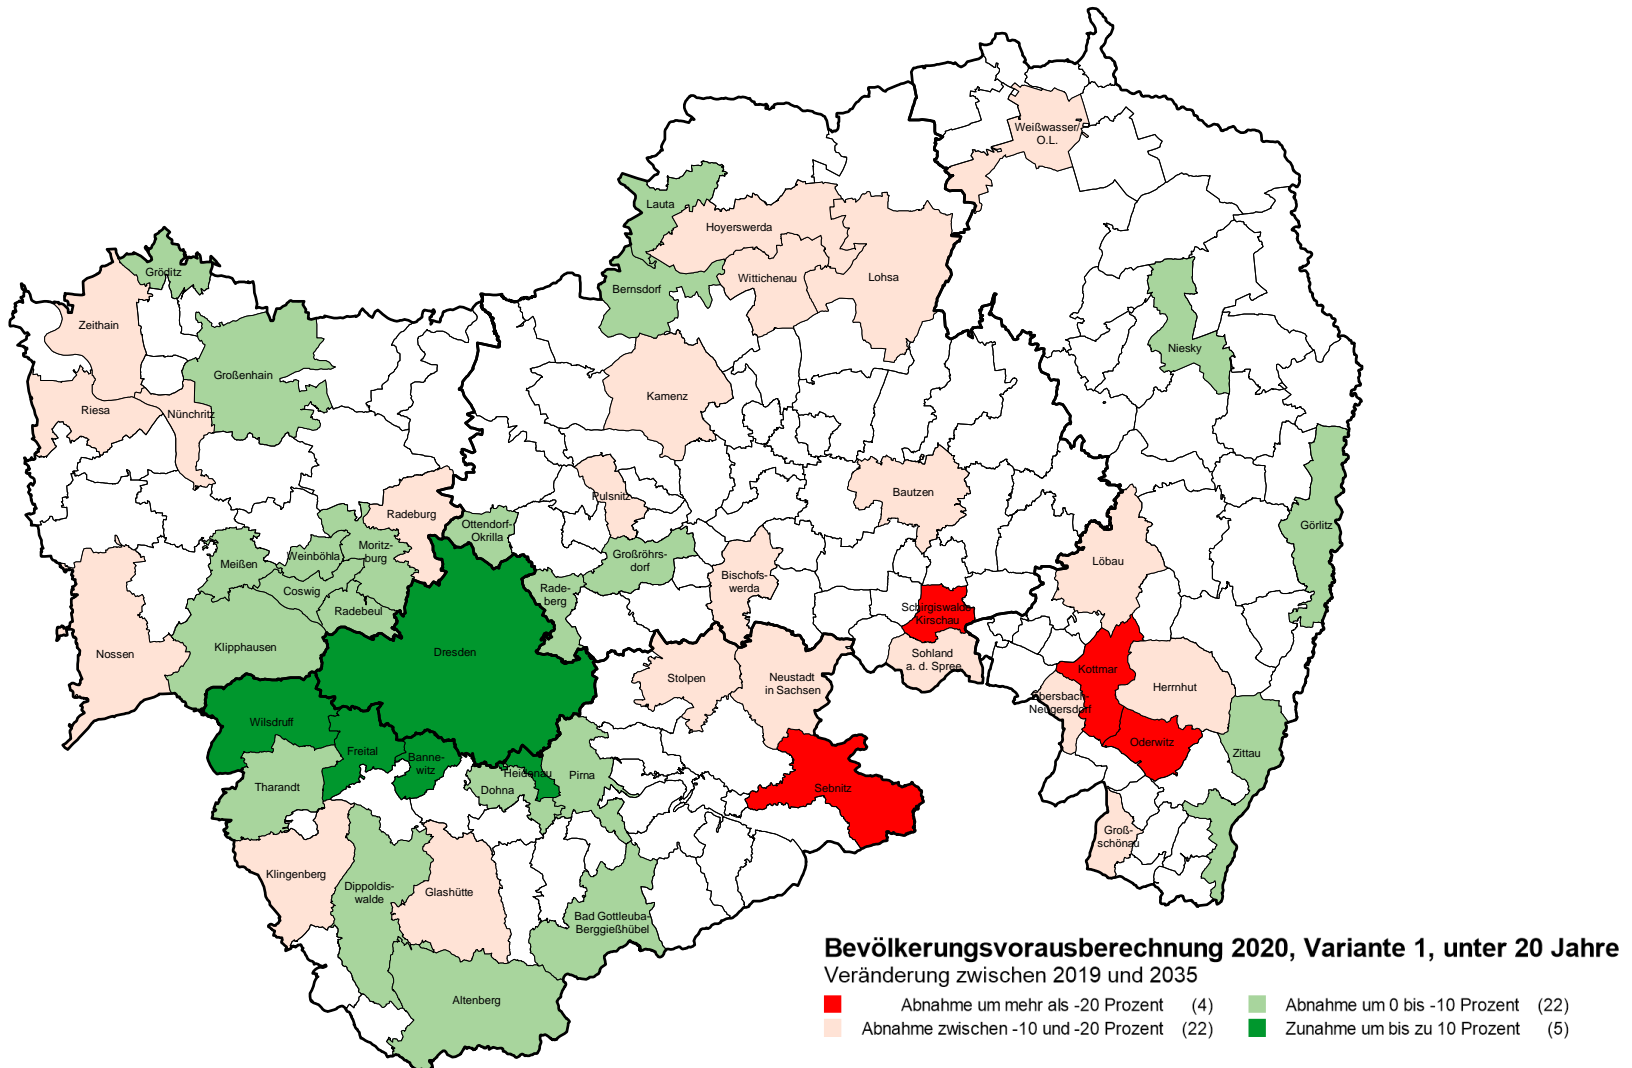 Weißwasser/
O.L.
Lauta
Hoyerswerda
Gröditz
Bernsdorf
Wittichenau
Lohsa
Zeithain
Niesky
Großenhain
Kamenz
Riesa
Nünchritz
Bautzen
Pulsnitz
Radeburg
Ottendorf-
Okrilla
Görlitz
Moritz-
burg
Weinböhla
Meißen
Großröhrs-
dorf
Löbau
Coswig
Rade-
berg
Bischofs-
werda
Radebeul
Schirgiswalde-
Kirschau
Klipphausen
Nossen
Dresden
Sohland
a. d. Spree
Stolpen
Neustadt
in Sachsen
Kottmar
Herrnhut
Ebersbach-
Neugersdorf
Wilsdruff
Freital
Banne-
witz
Oderwitz
Zittau
Heidenau
Pirna
Tharandt
Dohna
Sebnitz
Groß-
schönau
Klingenberg
Dippoldis-
walde
Glashütte
Bad Gottleuba-
Berggießhübel
Altenberg
Bevölkerungsvorausberechnung 2020, Variante 1, unter 20 Jahre
Veränderung zwischen 2019 und 2035
Abnahme um mehr als -20 Prozent (4)
Abnahme zwischen -10 und -20 Prozent (22)
Abnahme um 0 bis -10 Prozent (22)
Zunahme um bis zu 10 Prozent (5)